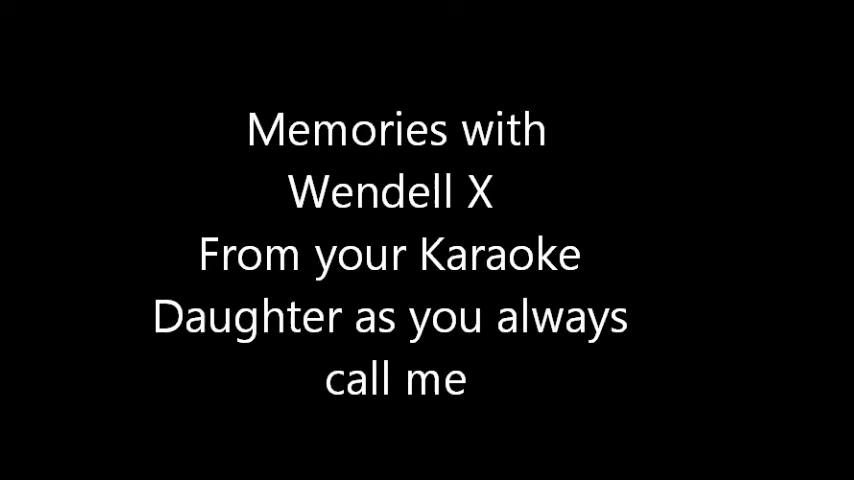 Memories with
Wendell X
From your Karaoke
Daughter as you always
call me